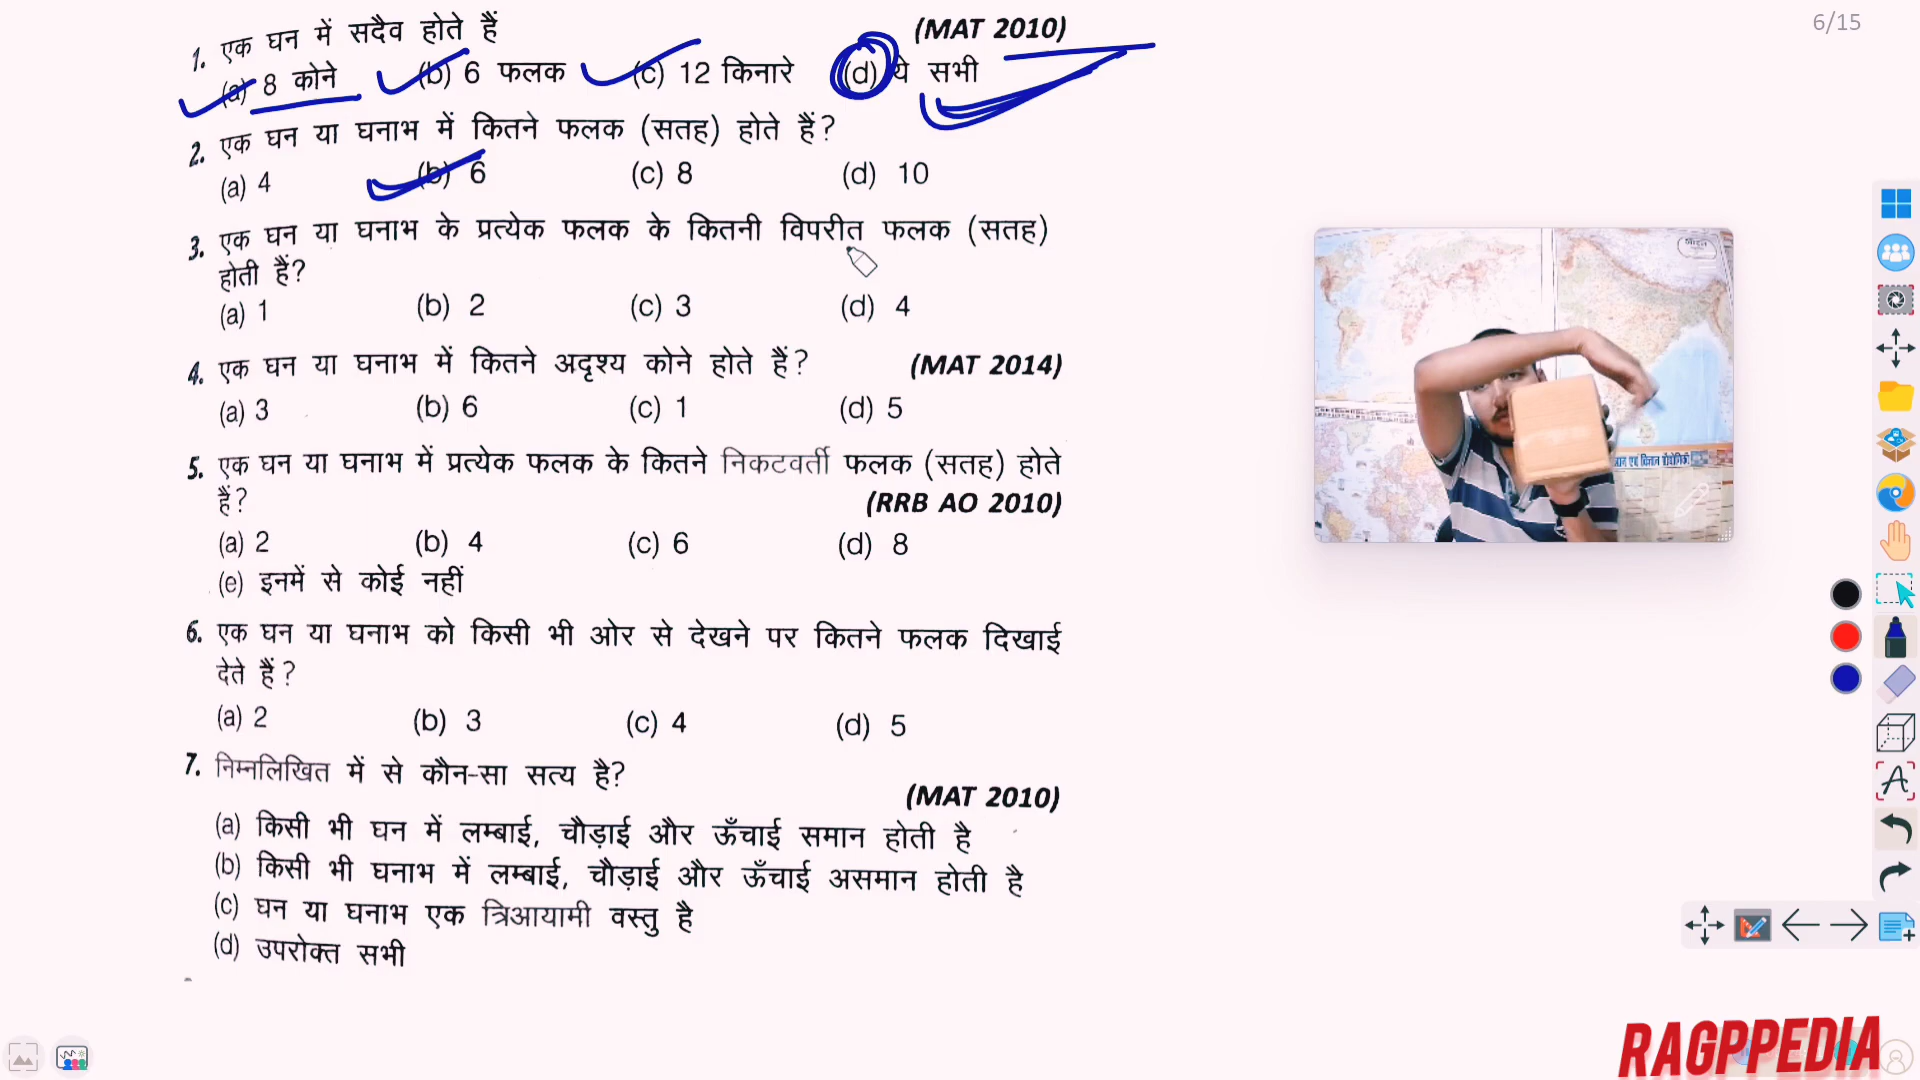 6/15
1. एक घन में सदैव होते हैं (MAT 2010)
(a) 8 कोने (b) 6 फलक (c) 12 किनारे (d) ये सभी
2. एक घन या घनाभ में कितने फलक (सतह) होते हैं?
(a) 4 (b) 6 (c) 8 (d) 10
3. एक घन या घनाभ के प्रत्येक फलक के कितनी विपरीत फलक (सतह)
होती हैं?
(a) 1 (b) 2 (c) 3 (d) 4
4. एक घन या घनाभ में कितने अदृश्य कोने होते हैं? (MAT 2014)
(a) 3 (b) 6 (c) 1 (d) 5
5. एक घन या घनाभ में प्रत्येक फलक के कितने निकटवर्ती फलक (सतह) होते
हैं? (RRB AO 2010)
(a) 2 (b) 4 (c) 6 (d) 8
(e) इनमें से कोई नहीं
6. एक घन या घनाभ को किसी भी ओर से देखने पर कितने फलक दिखाई
देते हैं?
(a) 2 (b) 3 (c) 4 (d) 5
7. निम्नलिखित में से कौन-सा सत्य है?
(MAT 2010)
(a) किसी भी घन में लम्बाई, चौड़ाई और ऊँचाई समान होती है
(b) किसी भी घनाभ में लम्बाई, चौड़ाई और ऊँचाई असमान होती है
(c) घन या घनाभ एक त्रिआयामी वस्तु है
(d) उपरोक्त सभी
RAGPPEDIA